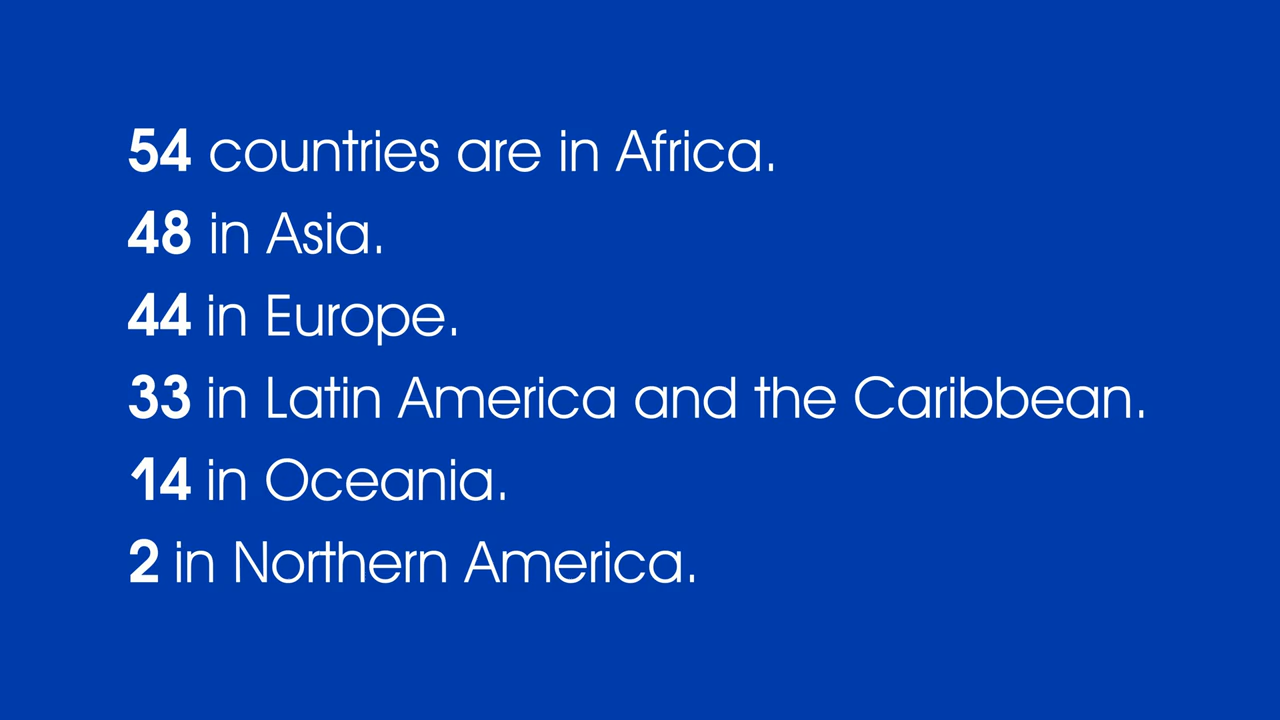 54 countries are in Africa.
48 in Asia.
44 in Europe.
33 in Latin America and the Caribbean.
14 in Oceania.
2 in Northern America.